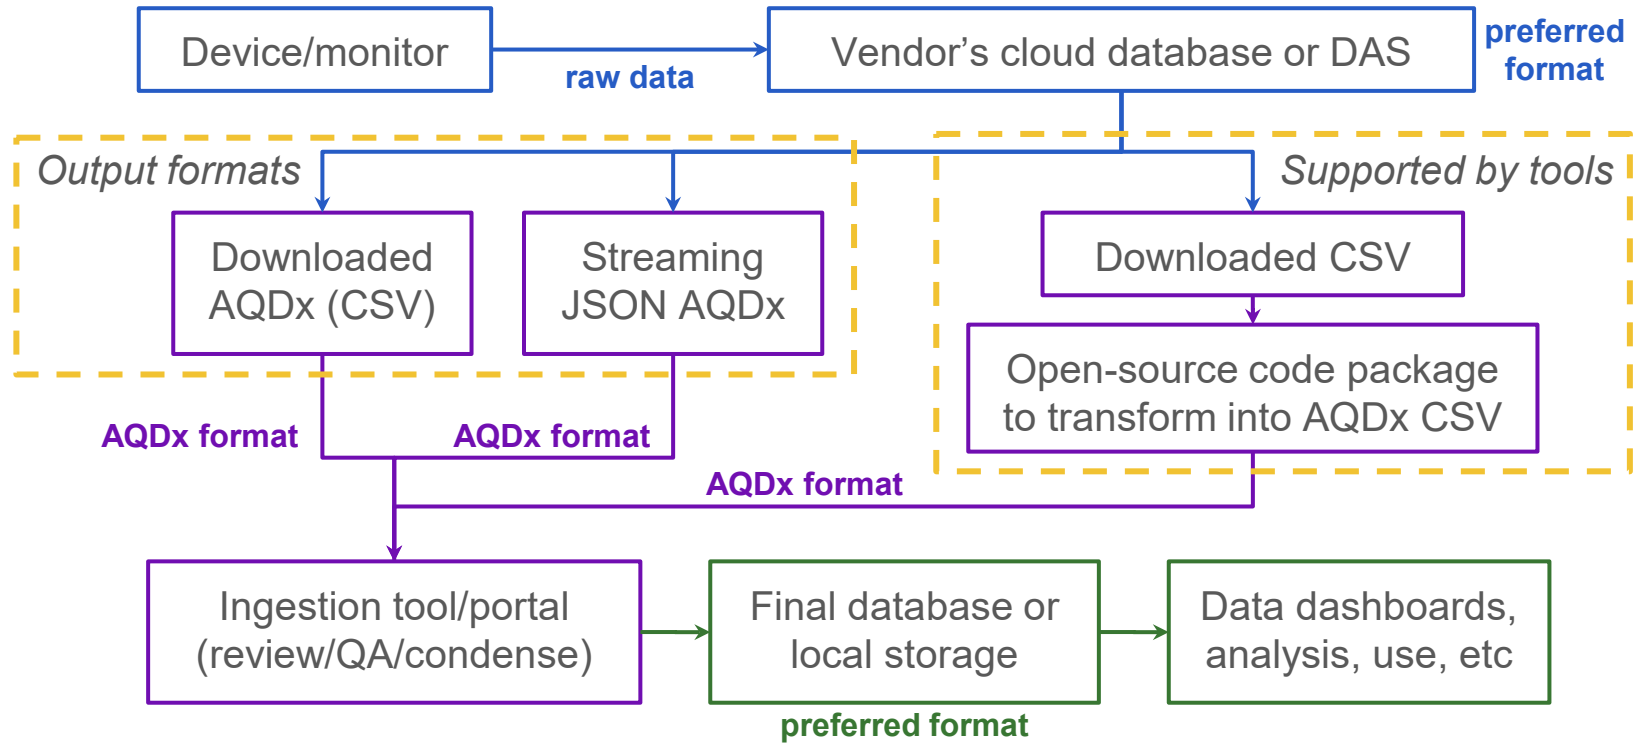 Device/monitor
raw data
Vendor’s cloud database or DAS
preferred
format
Output formats
Supported by tools
Downloaded
AQDx (CSV)
Streaming
JSON AQDx
Downloaded CSV
Open-source code package
to transform into AQDx CSV
AQDx format
AQDx format
AQDx format
Ingestion tool/portal
(review/QA/condense)
Final database or
local storage
preferred format
Data dashboards,
analysis, use, etc